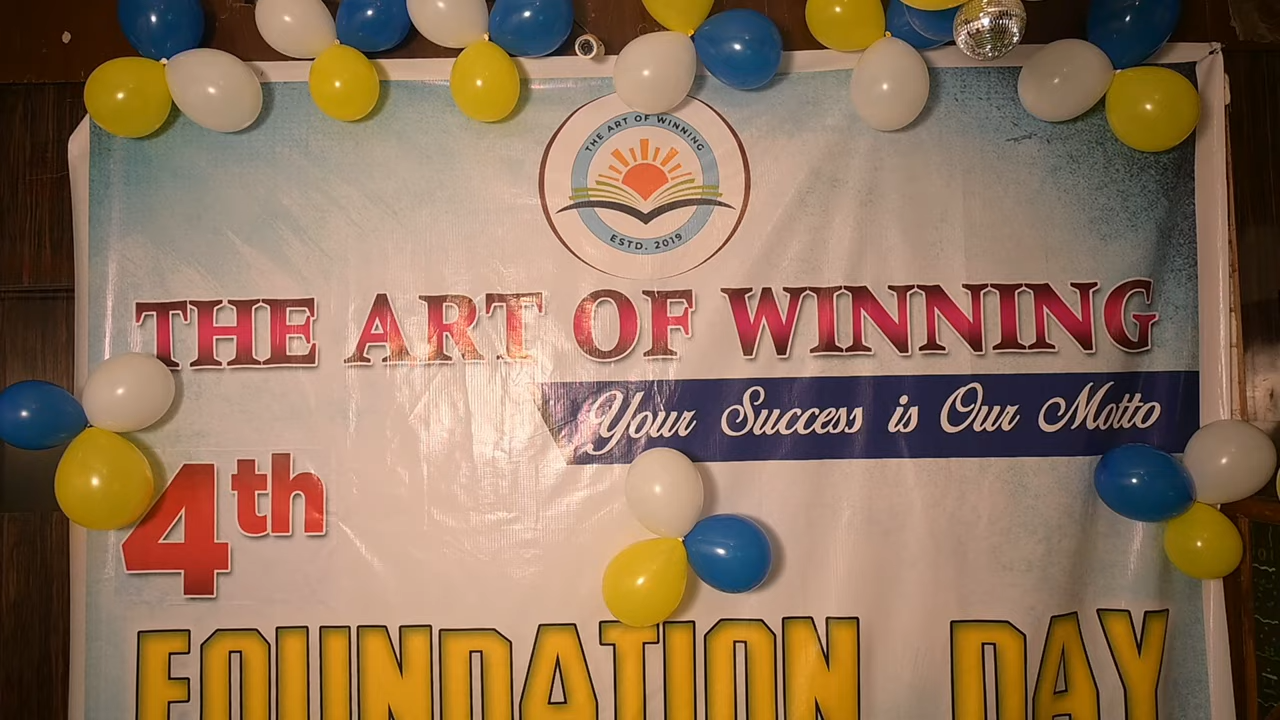 THE ART OF WINNING
ESTD. 2019
THE ART OF WINNING
Your Success is Our Motto
4th
FOUNDATION DAY